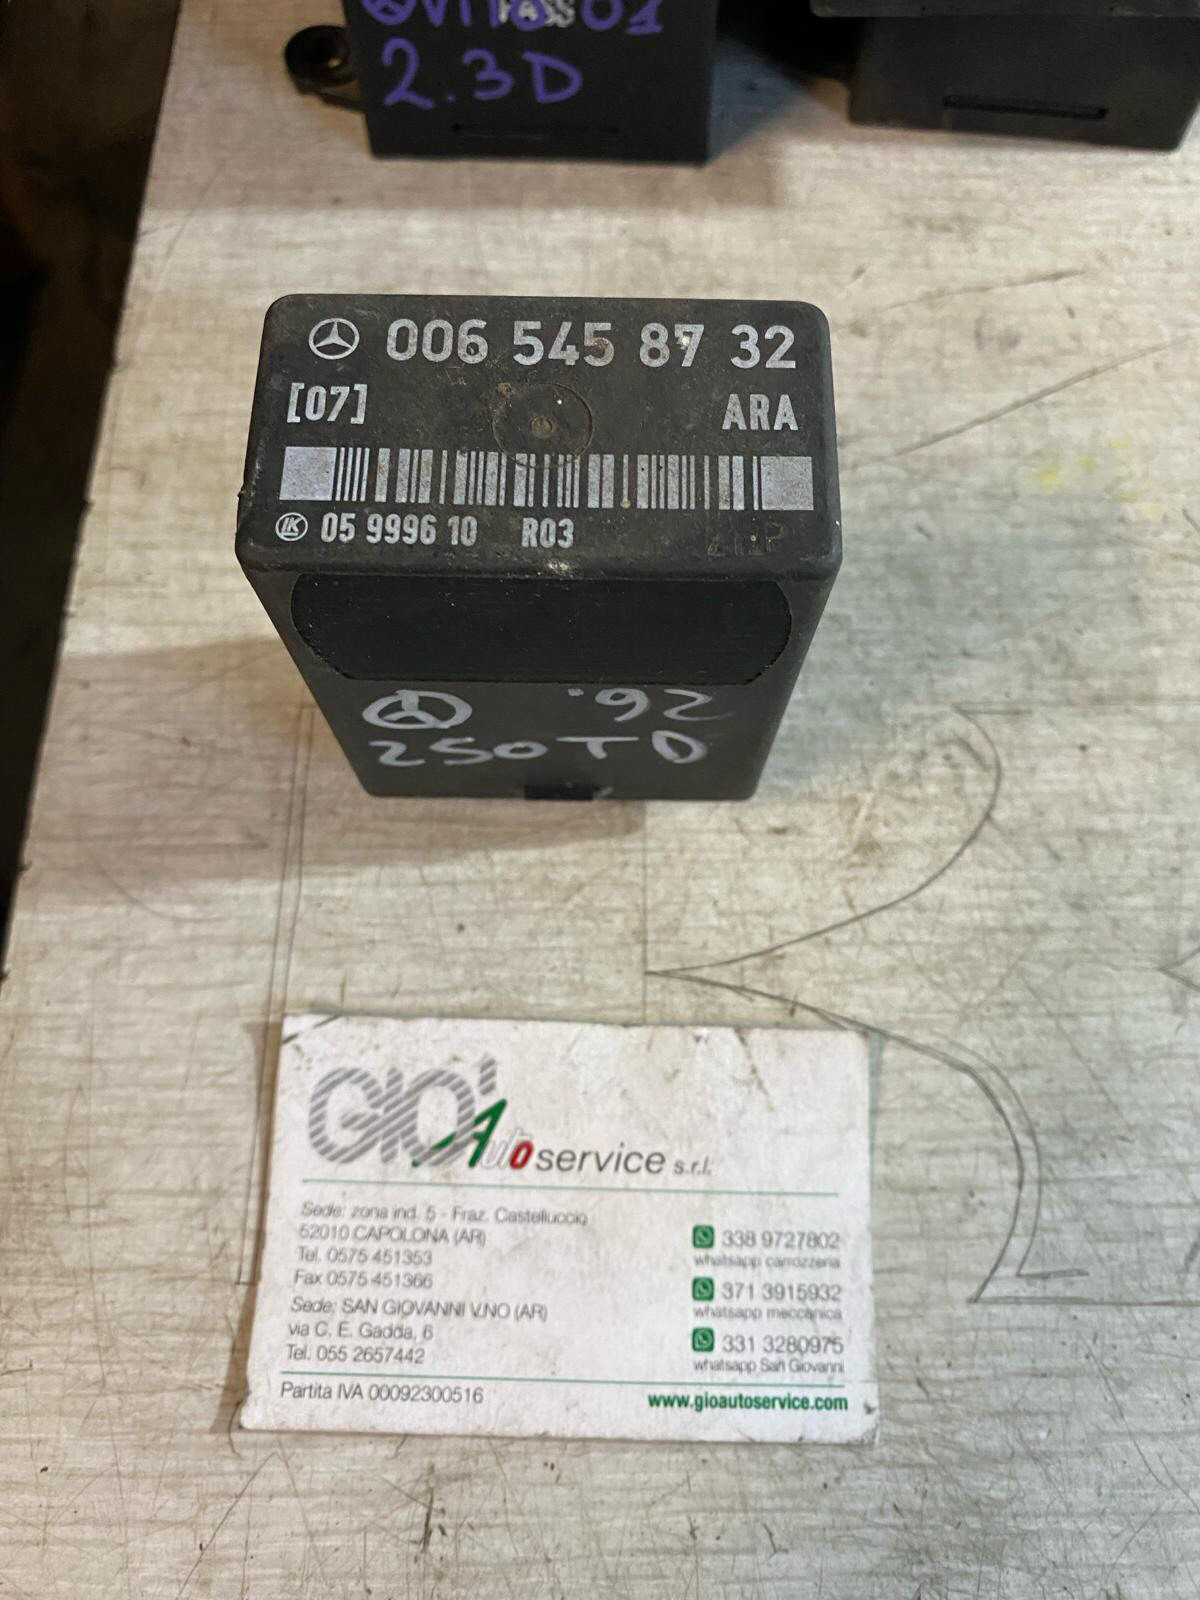 PASS
2.3D
006 545 87 32
[07] ARA
LK 05 9996 10 R03
'92
250TD
GIO'
Auto service s.r.l.
Sede: zona ind. 5 - Fraz. Castelluccio
52010 CAPOLONA (AR)
Tel. 0575 451353
Fax 0575 451366
Sede: SAN GIOVANNI V.NO (AR)
via C. E. Gadda, 6
Tel. 055 2657442
338 9727802
whatsapp carrozzeria
371 3915932
whatsapp meccanica
331 3280975
whatsapp San Giovanni
Partita IVA 00092300516
www.gioautoservice.com